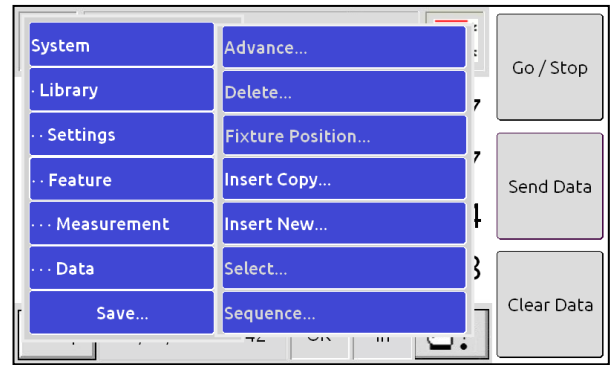 System
· Library
· · Settings
· · Feature
· · · Measurement
· · · Data
Save...
Advance...
Delete...
Fixture Position...
Insert Copy...
Insert New...
Select...
Sequence...
Go / Stop
Send Data
Clear Data